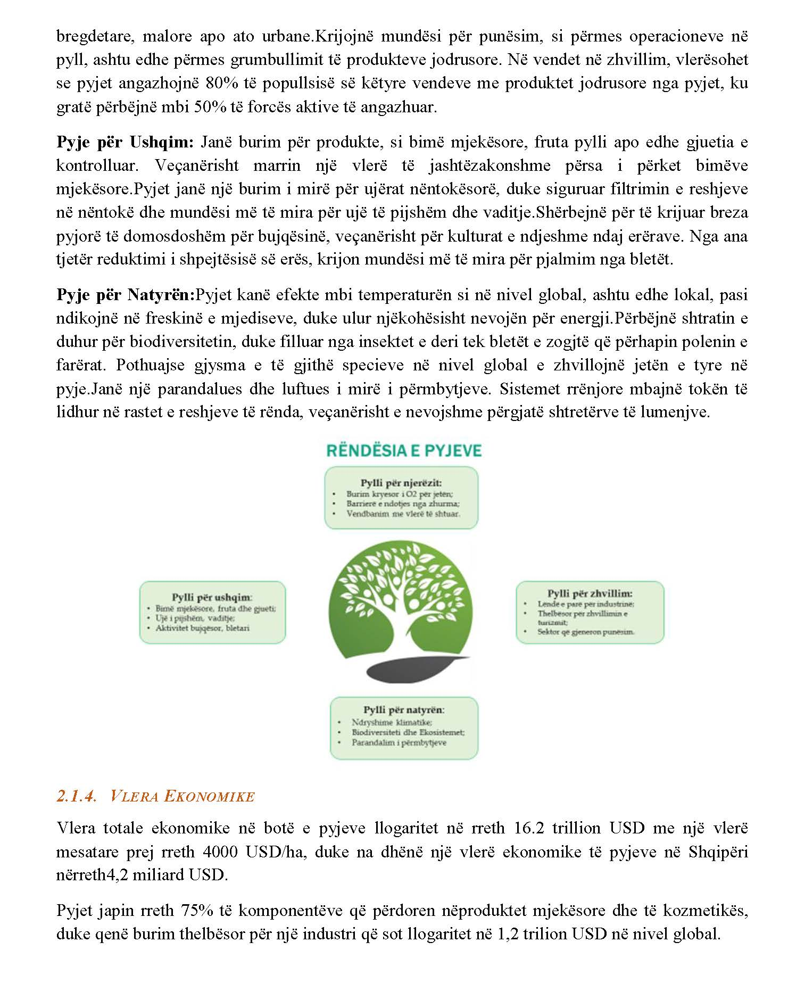 bregdetare, malore apo ato urbane.Krijojnë mundësi për punësim, si përmes operacioneve në
pyll, ashtu edhe përmes grumbullimit të produkteve jodrusore. Në vendet në zhvillim, vlerësohet
se pyjet angazhojnë 80% të popullsisë së këtyre vendeve me produktet jodrusore nga pyjet, ku
gratë përbëjnë mbi 50% të forcës aktive të angazhuar.
Pyje për Ushqim: Janë burim për produkte, si bimë mjekësore, fruta pylli apo edhe gjuetia e
kontrolluar. Veçanërisht marrin një vlerë të jashtëzakonshme përsa i përket bimëve
mjekësore.Pyjet janë një burim i mirë për ujërat nëntokësorë, duke siguruar filtrimin e reshjeve
në nëntokë dhe mundësi më të mira për ujë të pijshëm dhe vaditje.Shërbejnë për të krijuar breza
pyjorë të domosdoshëm për bujqësinë, veçanërisht për kulturat e ndjeshme ndaj erërave. Nga ana
tjetër reduktimi i shpejtësisë së erës, krijon mundësi më të mira për pjalmim nga bletët.
Pyje për Natyrën:Pyjet kanë efekte mbi temperaturën si në nivel global, ashtu edhe lokal, pasi
ndikojnë në freskinë e mjediseve, duke ulur njëkohësisht nevojën për energji.Përbëjnë shtratin e
duhur për biodiversitetin, duke filluar nga insektet e deri tek bletët e zogjtë që përhapin polenin e
farërat. Pothuajse gjysma e të gjithë specieve në nivel global e zhvillojnë jetën e tyre në
pyje.Janë një parandalues dhe luftues i mirë i përmbytjeve. Sistemet rrënjore mbajnë tokën të
lidhur në rastet e reshjeve të rënda, veçanërisht e nevojshme përgjatë shtretërve të lumenjve.
RËNDËSIA E PYJEVE
Pylli për njerëzit:
• Burim kryesor i O2 për jetën;
• Barrierë e ndotjes nga zhurma;
• Vendbanim me vlerë të shtuar.
Pylli për ushqim:
• Bimë mjekësore, fruta dhe gjueti;
• Ujë i pijshëm, vaditje;
• Aktivitet bujqësor, bletari
Pylli për zhvillim:
• Lende e parë për industrinë;
• Thelbësor për zhvillimin e
turizmit;
• Sektor që gjeneron punësim.
Pylli për natyrën:
• Ndryshime klimatike;
• Biodiversiteti dhe Ekosistemet;
• Parandalim i përmbytjeve
2.1.4. VLERA EKONOMIKE
Vlera totale ekonomike në botë e pyjeve llogaritet në rreth 16.2 trillion USD me një vlerë
mesatare prej rreth 4000 USD/ha, duke na dhënë një vlerë ekonomike të pyjeve në Shqipëri
nërreth4,2 miliard USD.
Pyjet japin rreth 75% të komponentëve që përdoren nëproduktet mjekësore dhe të kozmetikës,
duke qenë burim thelbësor për një industri që sot llogaritet në 1,2 trilion USD në nivel global.